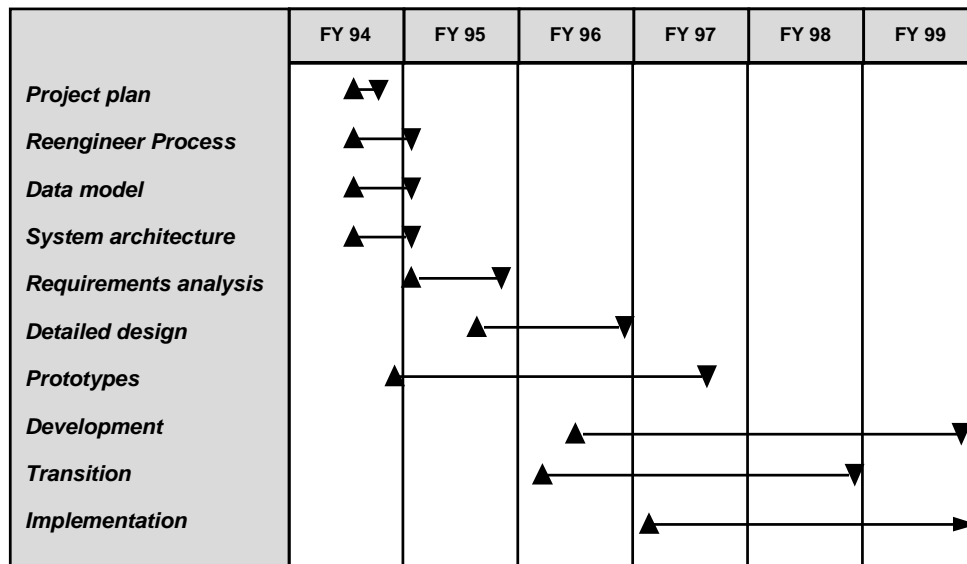 FY 94 FY 95 FY 96 FY 97 FY 98 FY 99
Project plan
Reengineer Process
Data model
System architecture
Requirements analysis
Detailed design
Prototypes
Development
Transition
Implementation